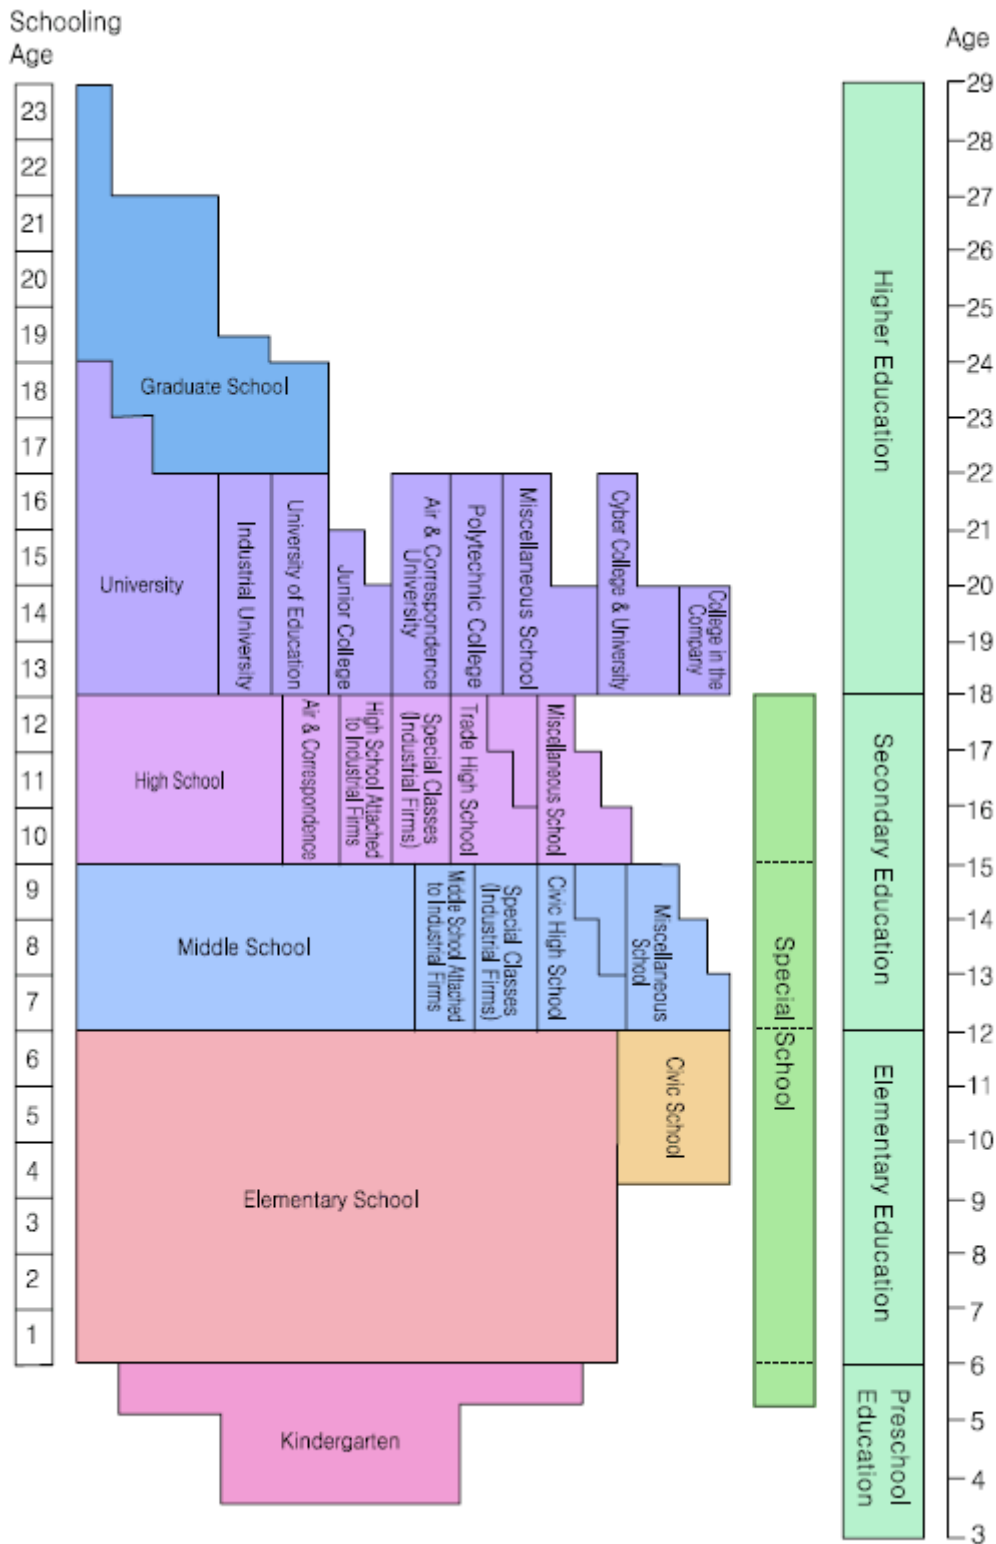 Schooling
Age
Age
23
22
21
20
19
18
17
16
15
14
13
12
11
10
9
8
7
6
5
4
3
2
1
Graduate School
University
Industrial University
University of Education
Junior College
Air & Correspondence
University
Polytechnic College
Miscellaneous School
Cyber College & University
College in the
Company
High School
Air & Correspondence
High School Attached
to Industrial Firms
Special Classes
(Industrial Firms)
Trade High School
Miscellaneous School
Middle School
Middle School Attached
to Industrial Firms
Special Classes
(Industrial Firms)
Civic High School
Miscellaneous
School
Elementary School
Civic School
Kindergarten
Special School
Higher Education
Secondary Education
Elementary Education
Preschool
Education
29
28
27
26
25
24
23
22
21
20
19
18
17
16
15
14
13
12
11
10
9
8
7
6
5
4
3